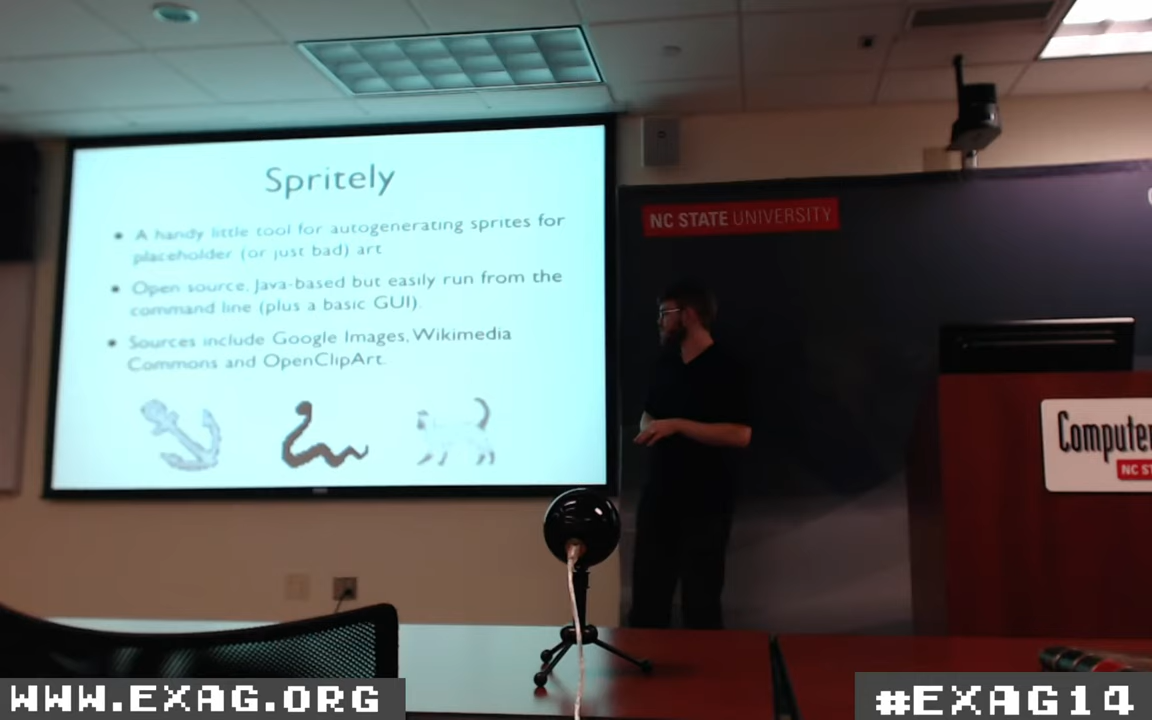 Spritely
• A handy little tool for autogenerating sprites for
placeholder (or just bad) art
• Open source, Java-based but easily run from the
command line (plus a basic GUI).
• Sources include Google Images, Wikimedia
Commons and OpenClipArt.
NC STATE UNIVERSITY
Computer
NC ST
WWW.EXAG.ORG
#EXAG14